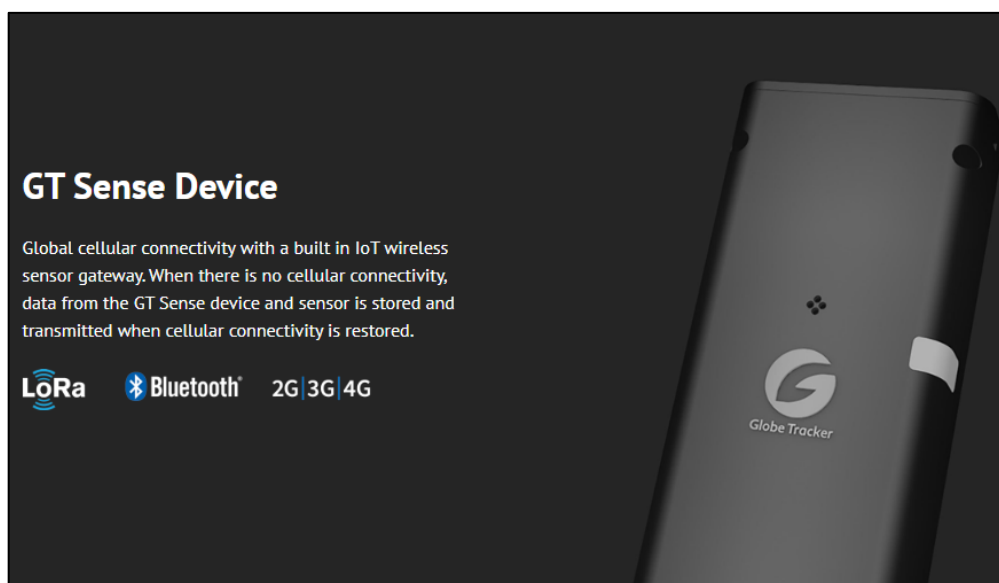 GT Sense Device
Global cellular connectivity with a built in IoT wireless
sensor gateway. When there is no cellular connectivity,
data from the GT Sense device and sensor is stored and
transmitted when cellular connectivity is restored.
LoRa Bluetooth® 2G|3G|4G
Globe Tracker